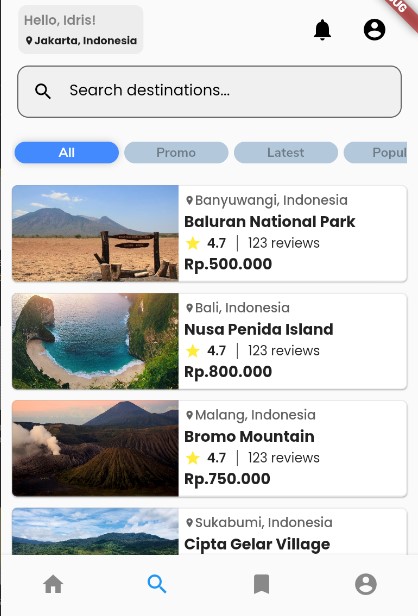 Hello, Idris!
Jakarta, Indonesia
Search destinations...
All
Promo
Latest
Popul
Banyuwangi, Indonesia
Baluran National Park
4.7 | 123 reviews
Rp.500.000
Bali, Indonesia
Nusa Penida Island
4.7 | 123 reviews
Rp.800.000
Malang, Indonesia
Bromo Mountain
4.7 | 123 reviews
Rp.750.000
Sukabumi, Indonesia
Cipta Gelar Village